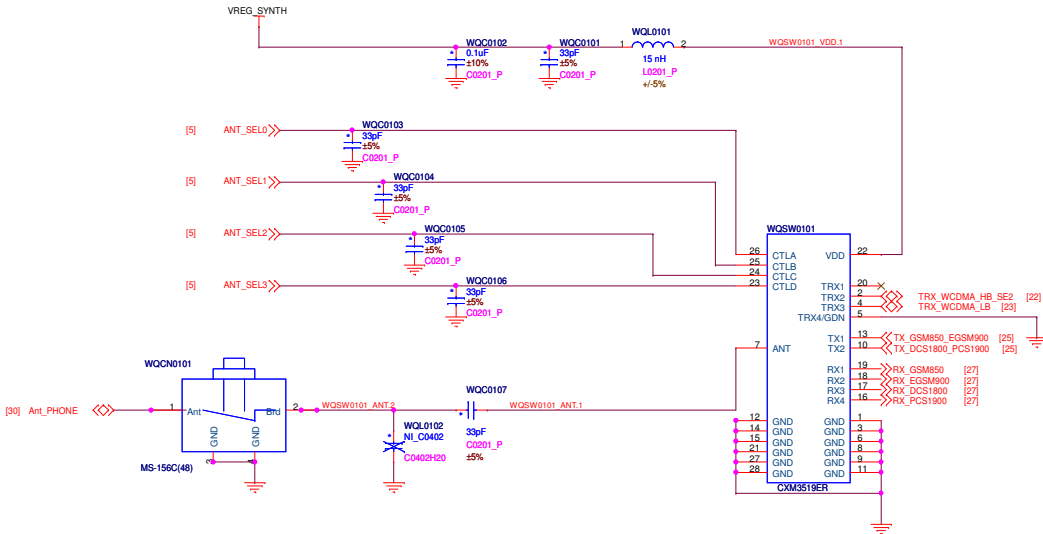 VREG_SYNTH
WQC0102
0.1uF
±10%
C0201_P
WQC0101
33pF
±5%
C0201_P
WQL0101
1 2
15 nH
L0201_P
+/-5%
WQSW0101_VDD.1
[5] ANT_SEL0
WQC0103
33pF
±5%
C0201_P
[5] ANT_SEL1
WQC0104
33pF
±5%
C0201_P
[5] ANT_SEL2
WQC0105
33pF
±5%
C0201_P
[5] ANT_SEL3
WQC0106
33pF
±5%
C0201_P
WQSW0101
26 CTLA VDD 22
25 CTLB
24 CTLC
23 CTLD TRX1 20
TRX2 2 TRX_WCDMA_HB_SE2 [22]
TRX3 4 TRX_WCDMA_LB [23]
TRX4/GDN 5
TX1 13 TX_GSM850_EGSM900 [25]
7 ANT TX2 10 TX_DCS1800_PCS1900 [25]
RX1 19 RX_GSM850 [27]
RX2 18 RX_EGSM900 [27]
RX3 17 RX_DCS1800 [27]
RX4 16 RX_PCS1900 [27]
12 GND GND 1
14 GND GND 3
15 GND GND 6
21 GND GND 8
27 GND GND 9
28 GND GND 11
CXM3519ER
WQCN0101
[30] Ant_PHONE
1 Ant Brd 2
GND GND
3 4
MS-156C(48)
WQSW0101_ANT.2
WQL0102
NI_C0402
C0402H20
WQC0107
33pF
C0201_P
±5%
WQSW0101_ANT.1